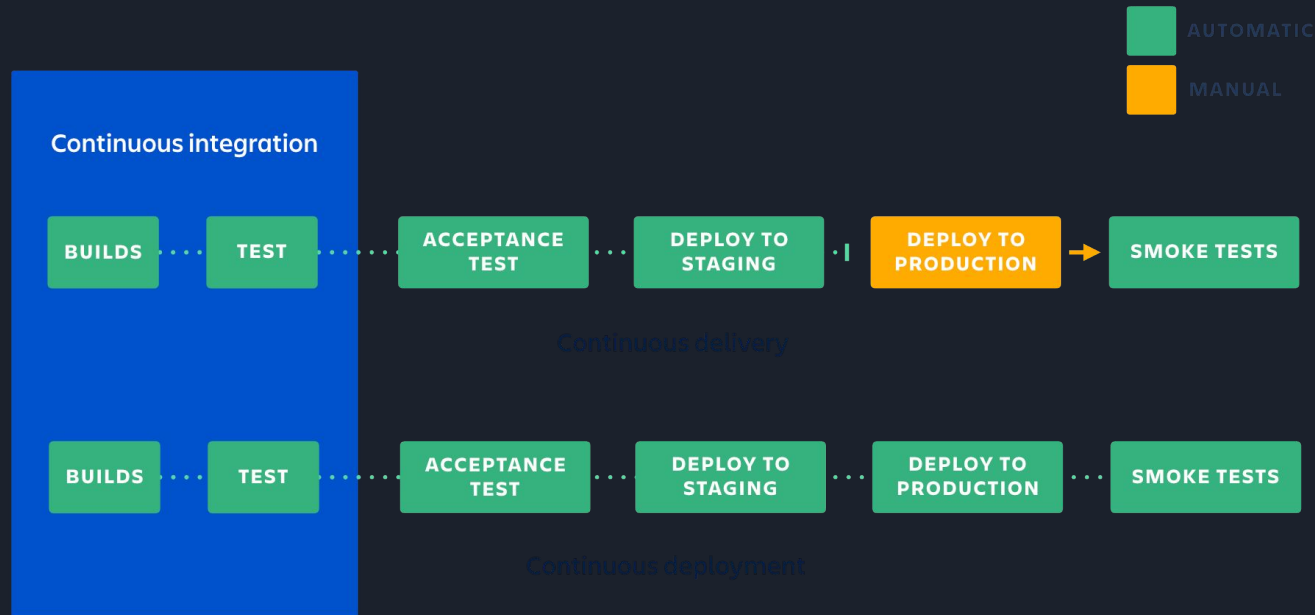 AUTOMATIC
MANUAL
Continuous integration
BUILDS
TEST
ACCEPTANCE
TEST
DEPLOY TO
STAGING
DEPLOY TO
PRODUCTION
SMOKE TESTS
Continuous delivery
BUILDS
TEST
ACCEPTANCE
TEST
DEPLOY TO
STAGING
DEPLOY TO
PRODUCTION
SMOKE TESTS
Continuous deployment